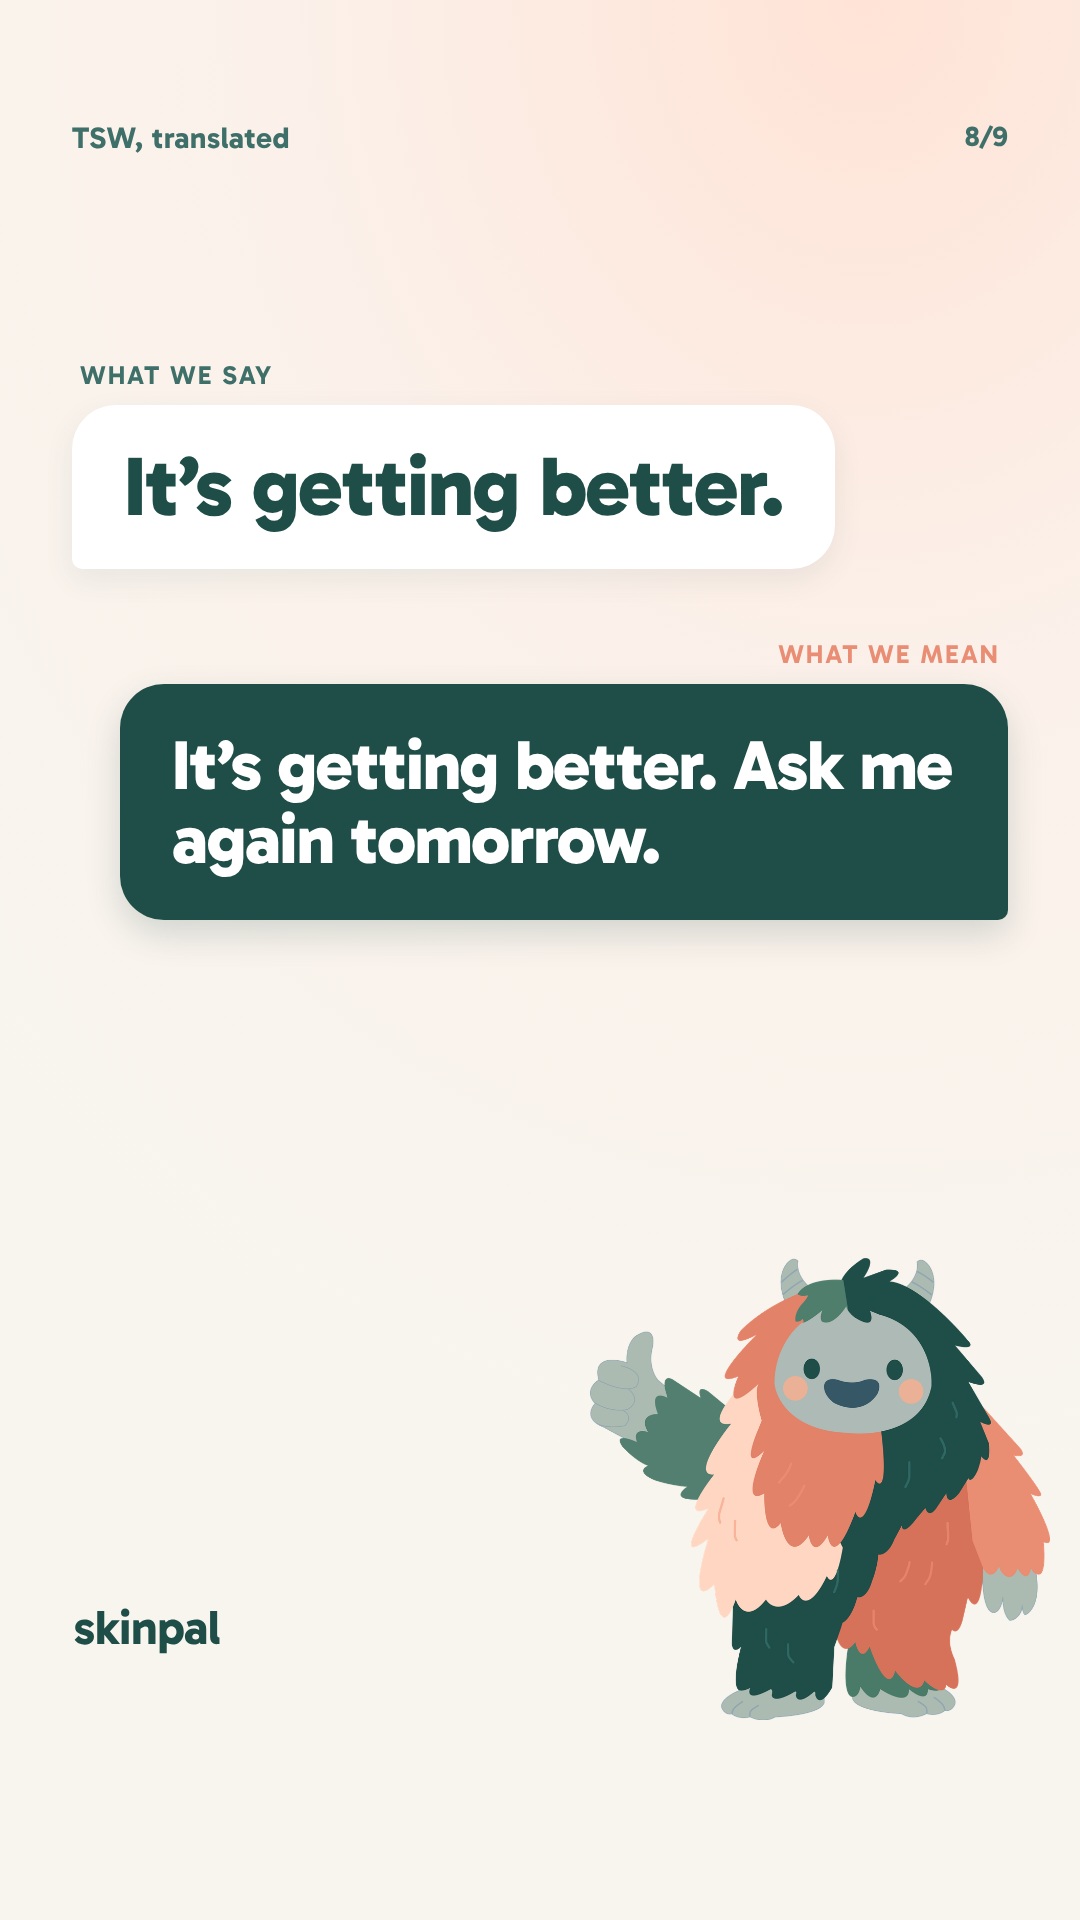 TSW, translated
8/9
WHAT WE SAY
It’s getting better.
WHAT WE MEAN
It’s getting better. Ask me
again tomorrow.
skinpal